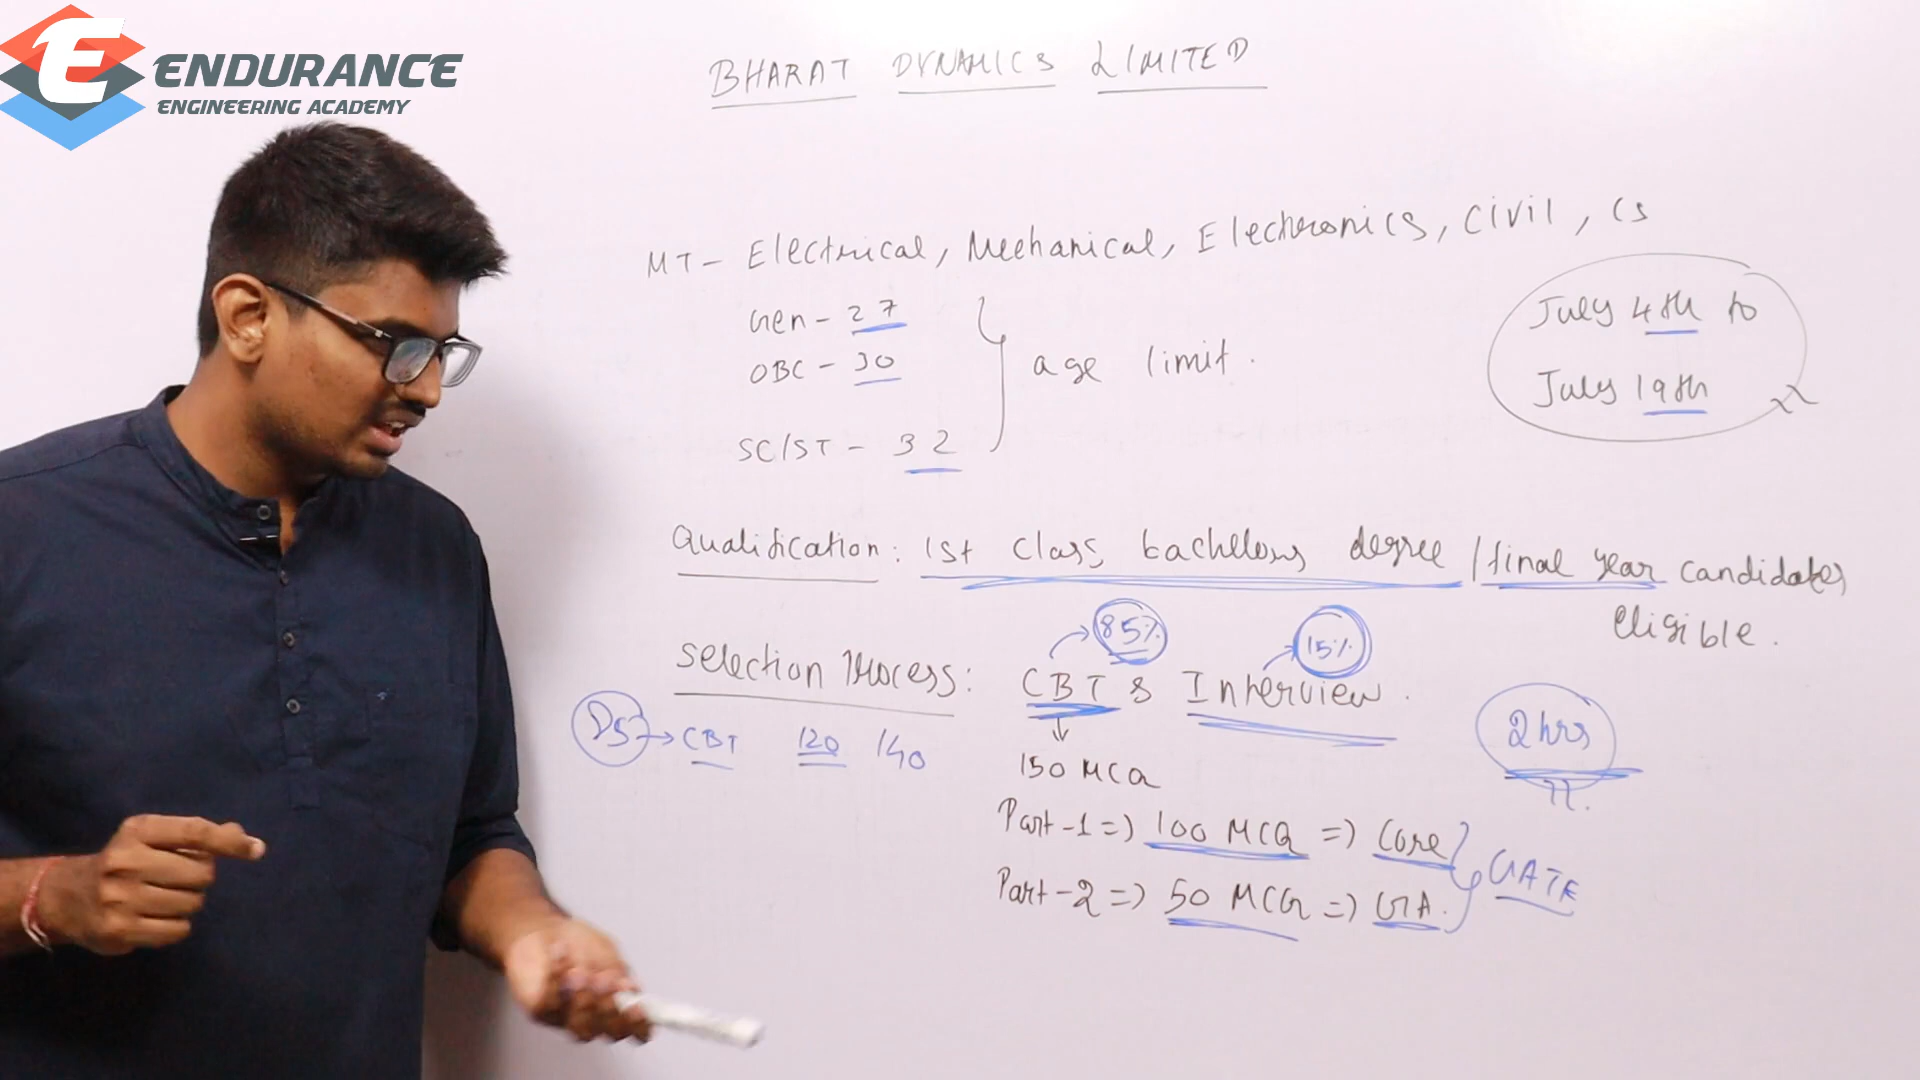 ENDURANCE
ENGINEERING ACADEMY
BHARAT DYNAMICS LIMITED
MT - Electrical, Mechanical, Electronics, Civil, CS
Gen - 27
OBC - 30
SC/ST - 32
age limit.
July 4th to
July 19th
Qualification: 1st Class bachelors degree / final year candidates
eligible.
85%
15%
Selection Process: CBT & Interview.
CBT 120 140
2 hrs
150 MCQ
Part-1 => 100 MCQ => Core
Part-2 => 50 MCQ => GA.
GATE